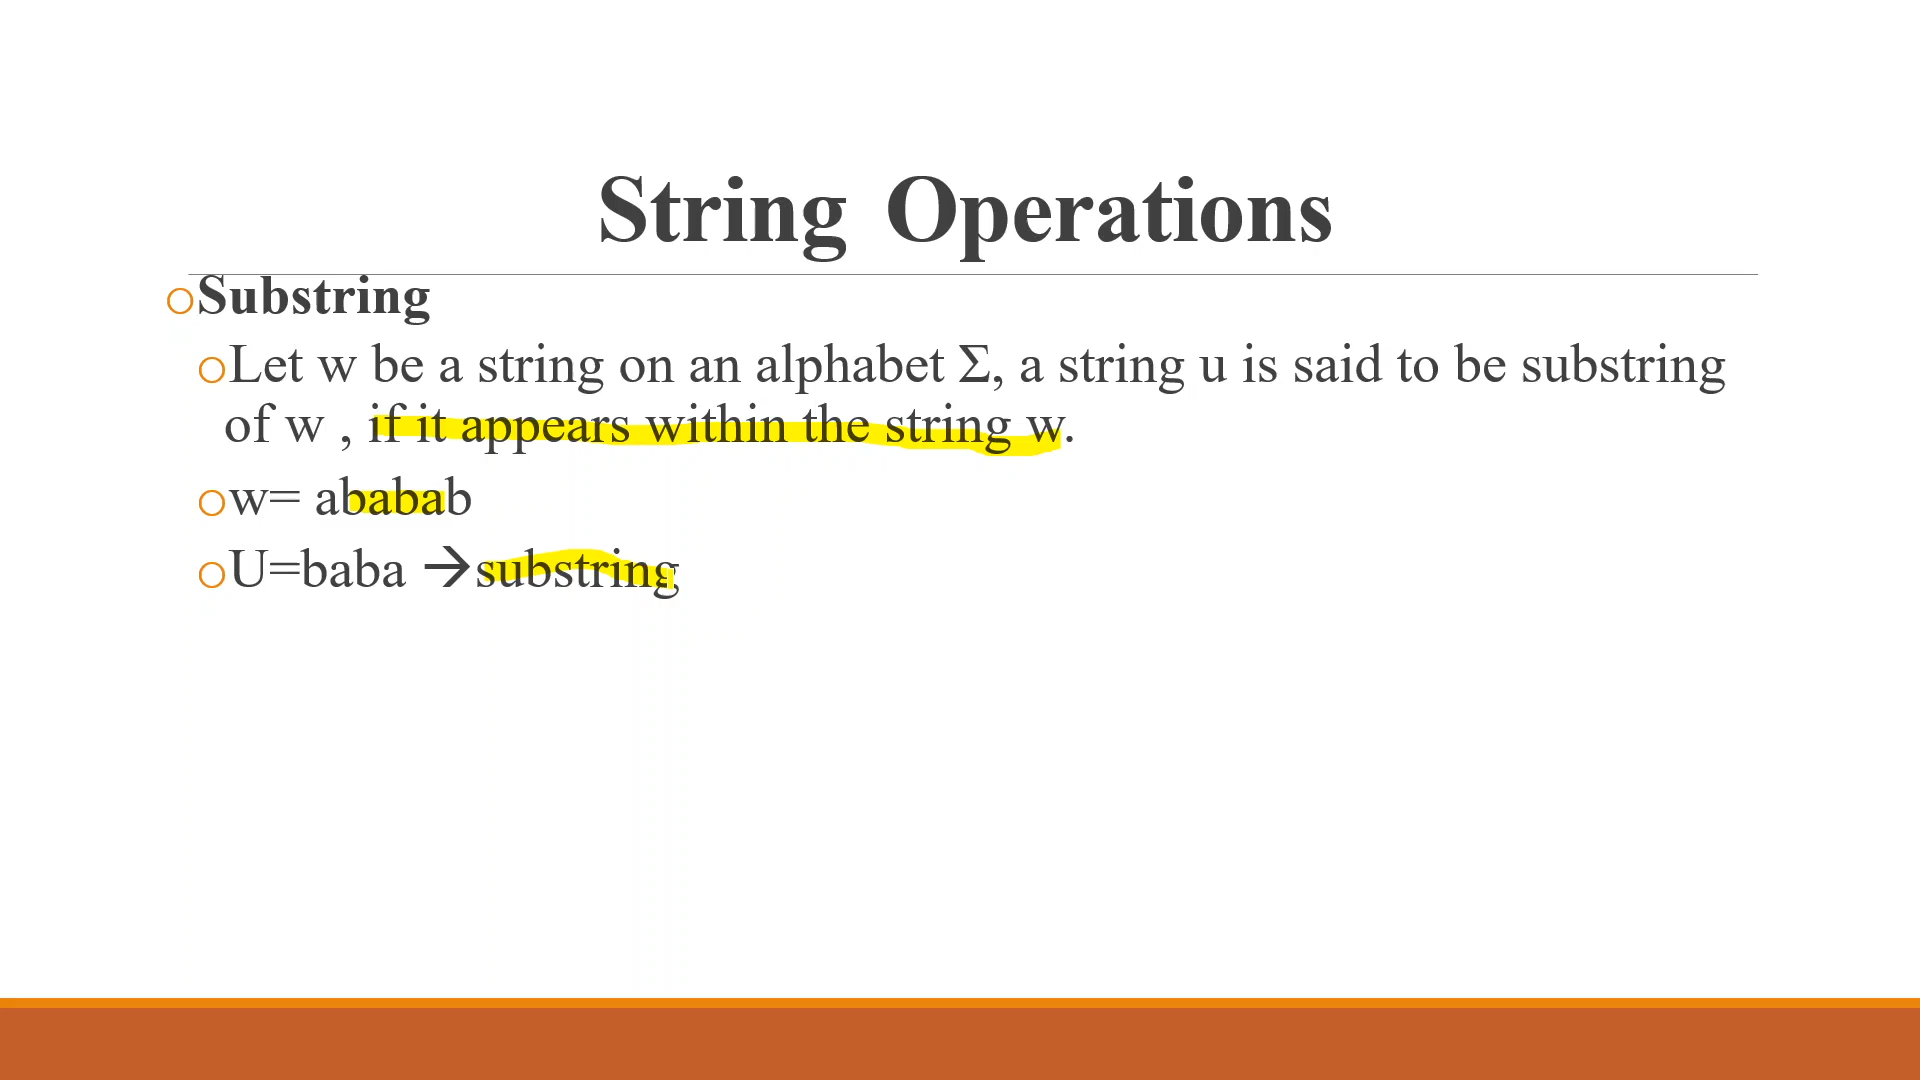 String Operations
Substring
Let w be a string on an alphabet Σ, a string u is said to be substring
of w , if it appears within the string w.
w= ababab
U=baba →substring